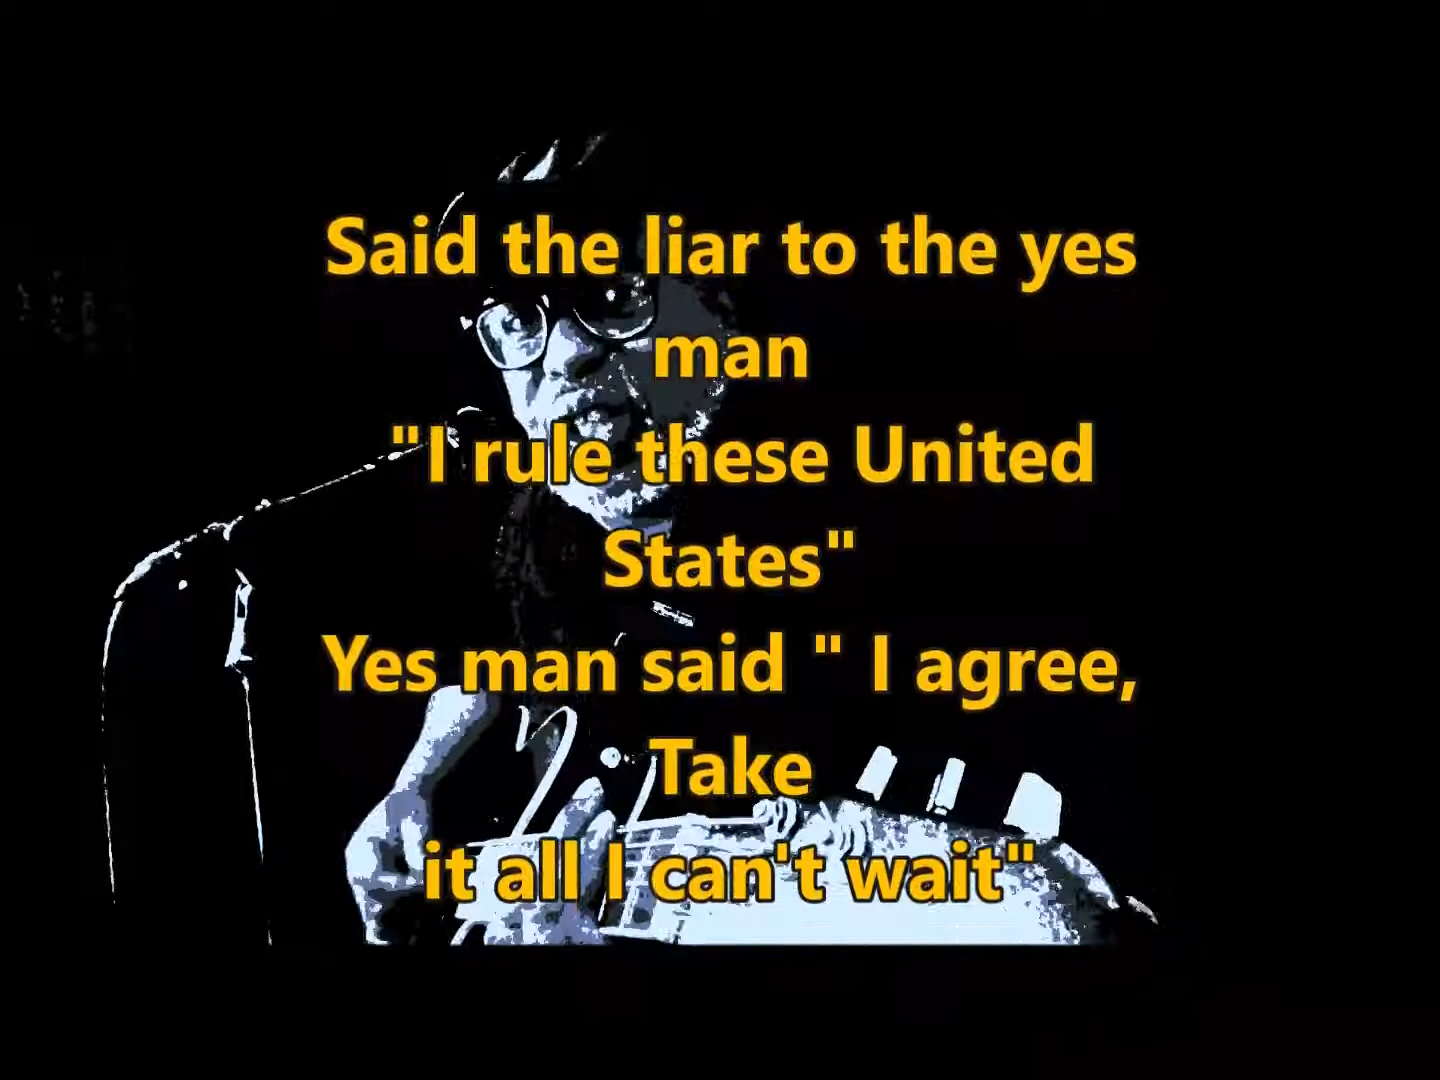 Said the liar to the yes
man
"I rule these United
States"
Yes man said " I agree,
Take
it all I can't wait"